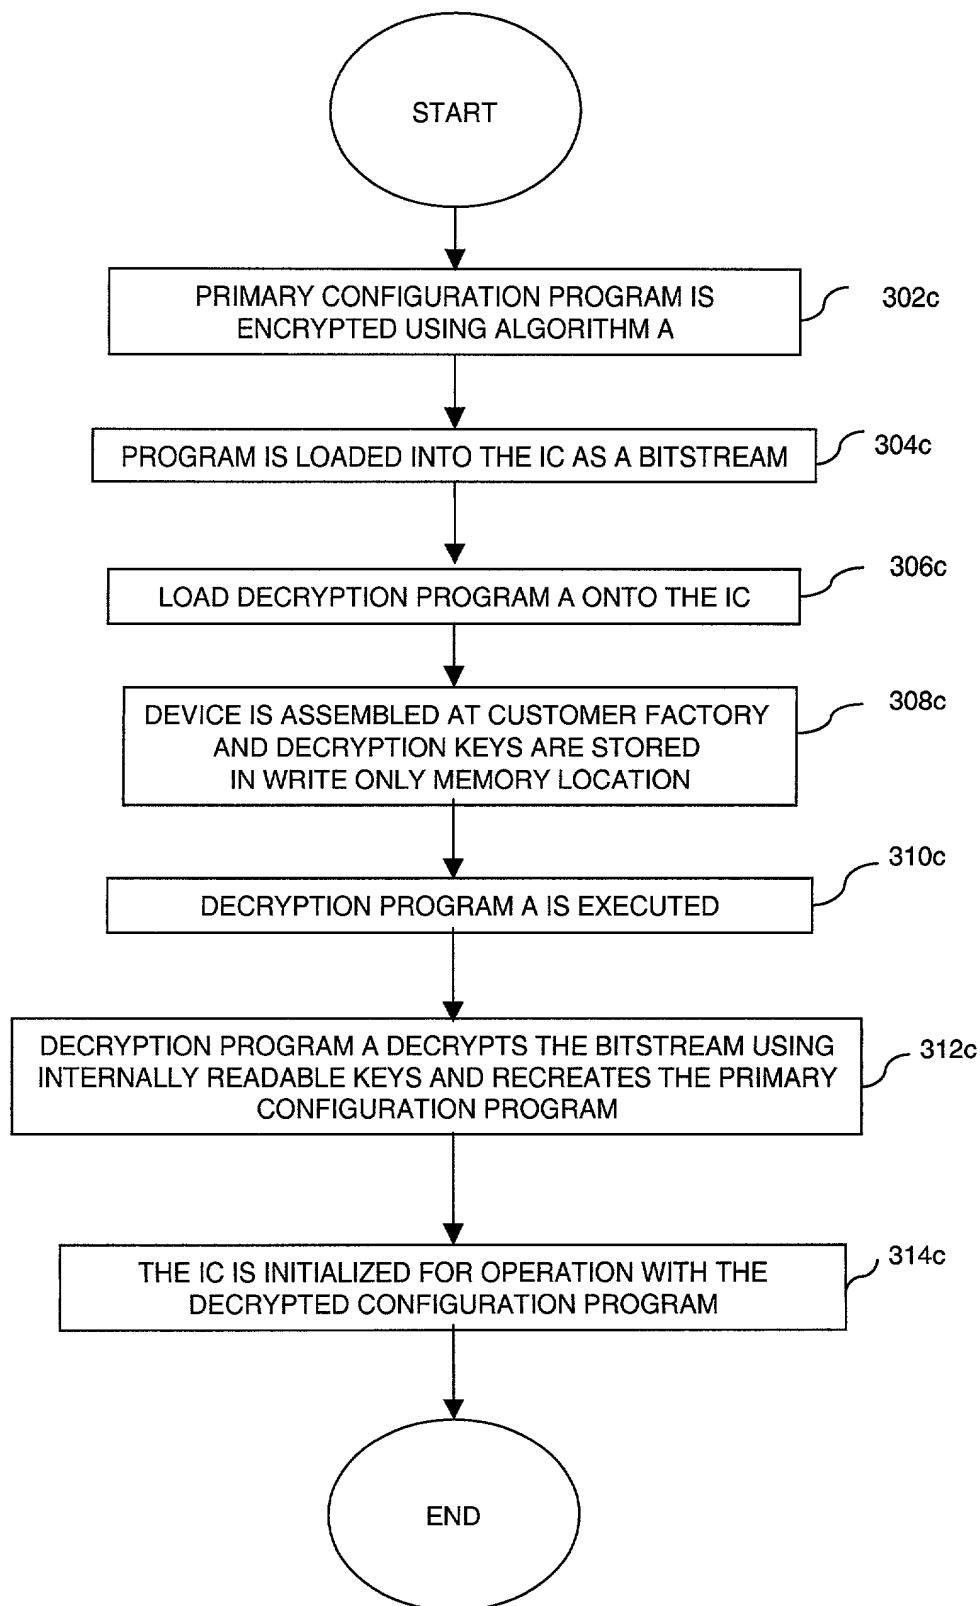 START
PRIMARY CONFIGURATION PROGRAM IS
ENCRYPTED USING ALGORITHM A
302c
PROGRAM IS LOADED INTO THE IC AS A BITSTREAM
304c
LOAD DECRYPTION PROGRAM A ONTO THE IC
306c
DEVICE IS ASSEMBLED AT CUSTOMER FACTORY
AND DECRYPTION KEYS ARE STORED
IN WRITE ONLY MEMORY LOCATION
308c
DECRYPTION PROGRAM A IS EXECUTED
310c
DECRYPTION PROGRAM A DECRYPTS THE BITSTREAM USING
INTERNALLY READABLE KEYS AND RECREATES THE PRIMARY
CONFIGURATION PROGRAM
312c
THE IC IS INITIALIZED FOR OPERATION WITH THE
DECRYPTED CONFIGURATION PROGRAM
314c
END